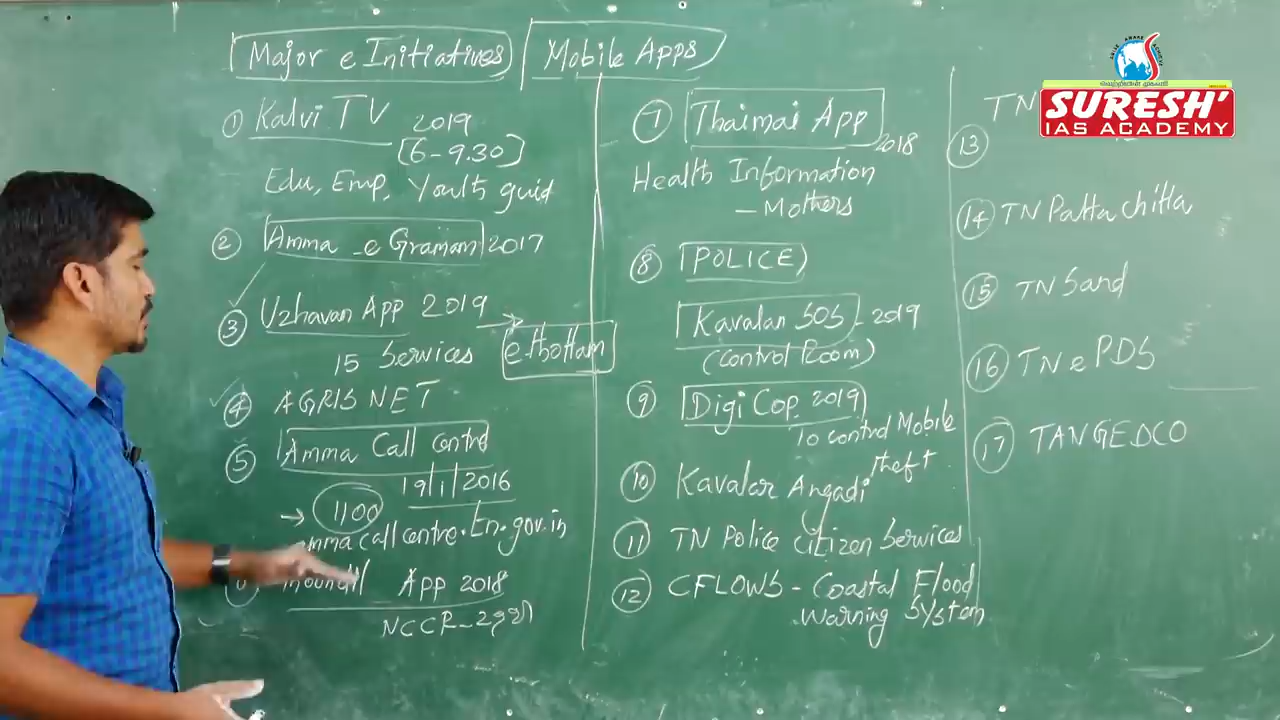 Major e Initiatives Mobile Apps
① Kalvi TV 2019
[6-9.30]
Edu, Emp, Youth guid
② Amma e Gramam 2017
③ Uzhavan App 2019 →
15 Services
e thottam
④ AGRIS NET
⑤ Amma Call Centre
19/1/2016
→ 1100
amma call centre.tn.gov.in
App 2018
NCCR-
⑦ Thaimai App
2018
Health Information
- Mothers
⑧ POLICE
Kavalan SOS - 2019
(Control Room)
⑨ Digi Cop 2019
To control Mobile
theft
⑩ Kavalar Angadi
⑪ TN Police Citizen Services
⑫ CFLOWS - Coastal Flood
Warning System
⑬ TN
⑭ TN Patta chitta
⑮ TN Sand
⑯ TN e PDS
⑰ TANGEDCO
SURESH'
IAS ACADEMY